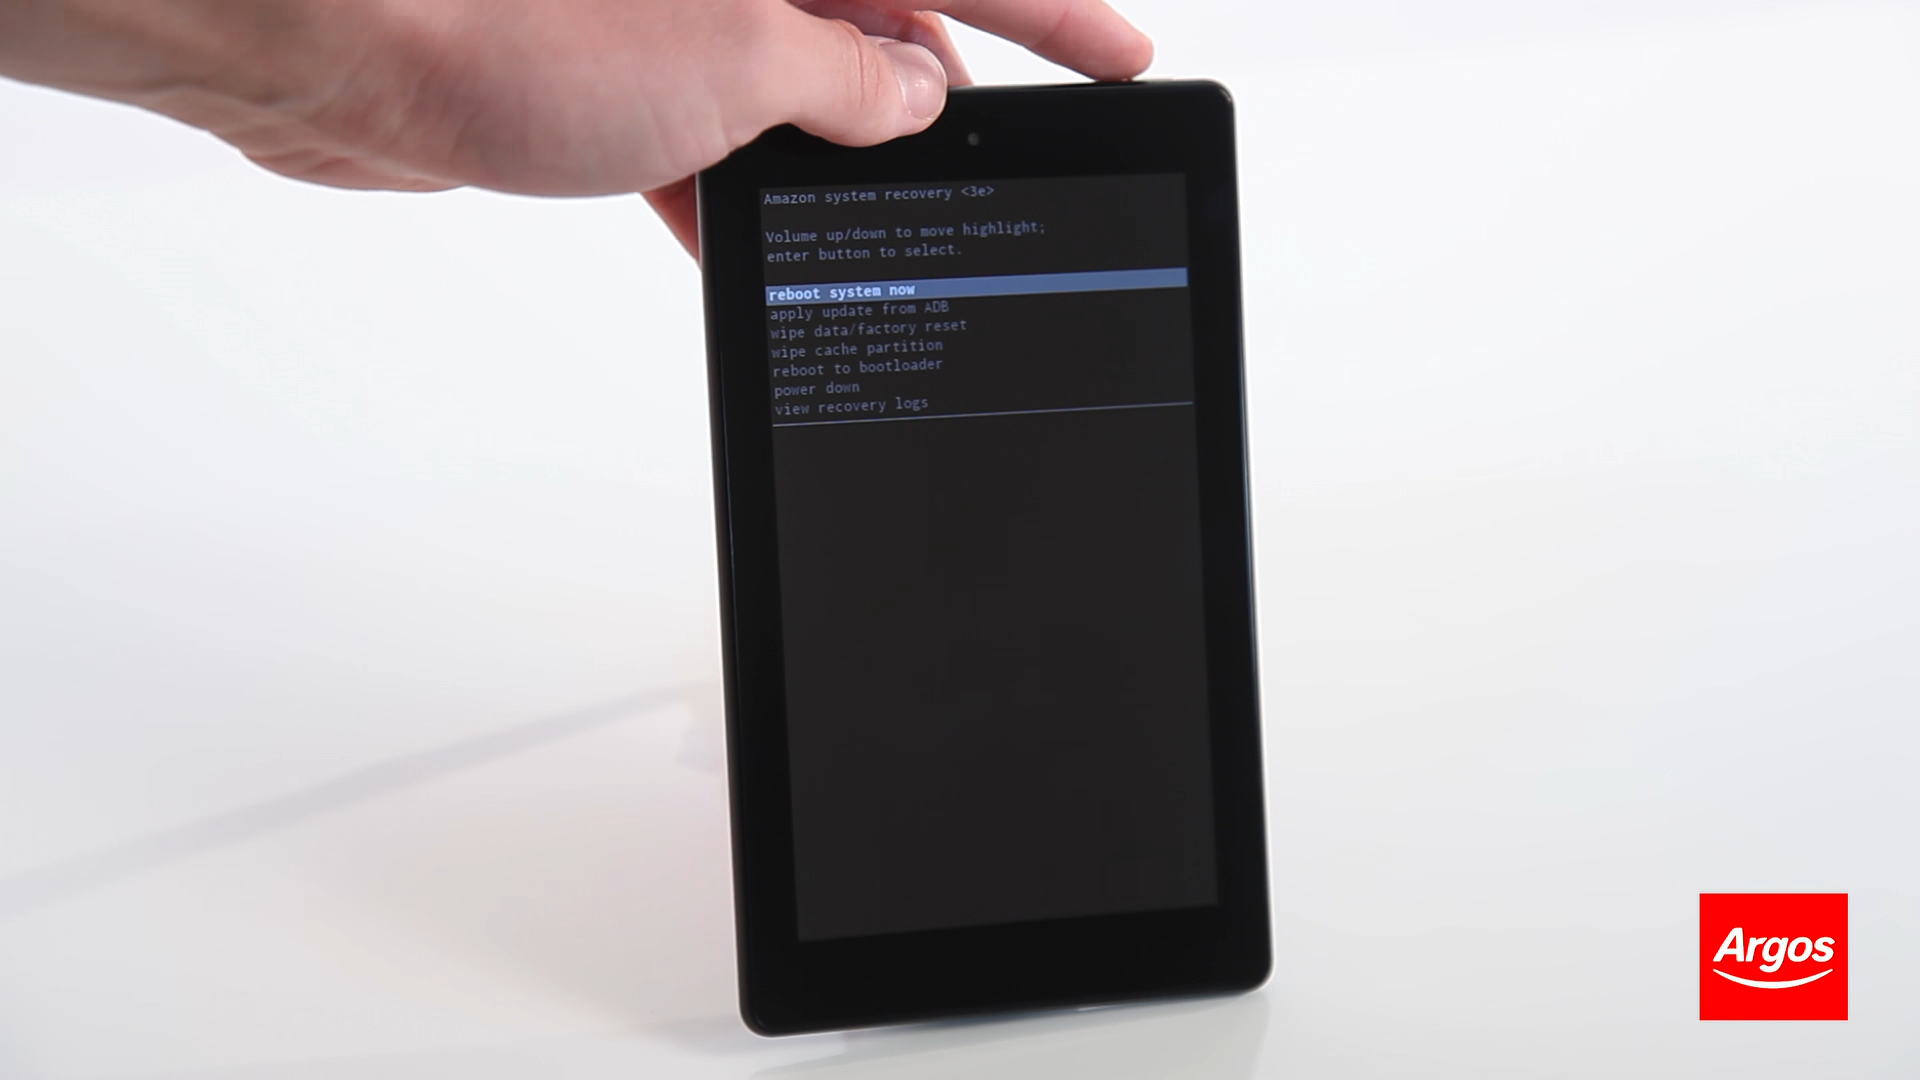 Amazon system recovery <3e>
Volume up/down to move highlight;
enter button to select.
reboot system now
apply update from ADB
wipe data/factory reset
wipe cache partition
reboot to bootloader
power down
view recovery logs
Argos